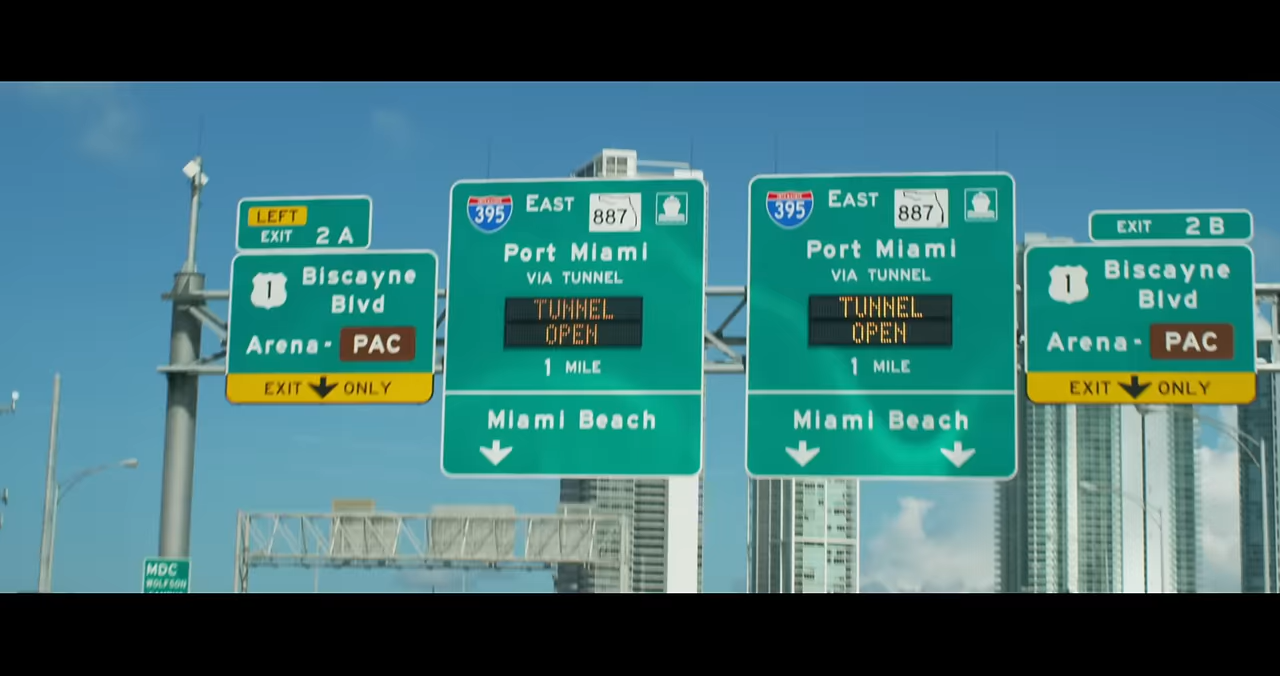 LEFT
EXIT 2 A
1 Biscayne
Blvd
Arena- PAC
EXIT ONLY
395 EAST 887
Port Miami
VIA TUNNEL
TUNNEL
OPEN
1 MILE
Miami Beach
395 EAST 887
Port Miami
VIA TUNNEL
TUNNEL
OPEN
1 MILE
Miami Beach
EXIT 2 B
1 Biscayne
Blvd
Arena- PAC
EXIT ONLY
MDC
WOLFSON